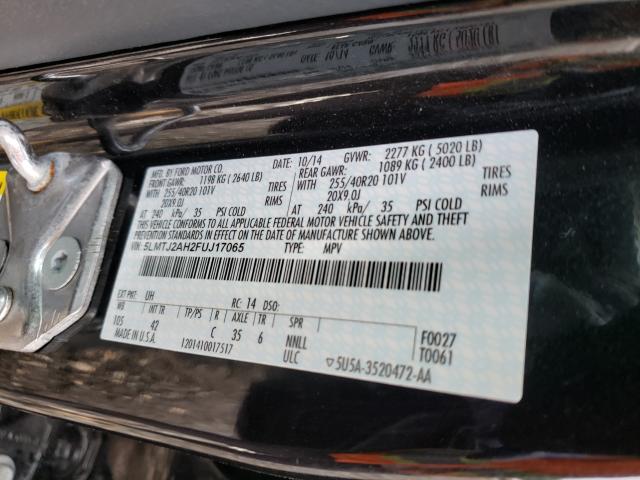 MFD. BY FORD MOTOR CO.
DATE: 10/14 GVWR: 2277 KG ( 5020 LB)
FRONT GAWR: 1198 KG ( 2640 LB)
REAR GAWR: 1089 KG ( 2400 LB)
WITH 255/40R20 101V TIRES
WITH 255/40R20 101V TIRES
20X9.0J RIMS
20X9.0J RIMS
AT 240 kPa/ 35 PSI COLD
AT 240 kPa/ 35 PSI COLD
THIS VEHICLE CONFORMS TO ALL APPLICABLE FEDERAL MOTOR VEHICLE SAFETY AND THEFT
PREVENTION STANDARDS IN EFFECT ON THE DATE OF MANUFACTURE SHOWN ABOVE.
VIN: 5LMTJ2AH2FUJ17065 TYPE: MPV
EXT PNT: UH RC: 14 DSO:
WB INT TR TP/PS R AXLE TR SPR
105 42 C 35 6 NNLL F0027
MADE IN U.S.A. ULC T0061
1201410017517 5U5A-3520472-AA